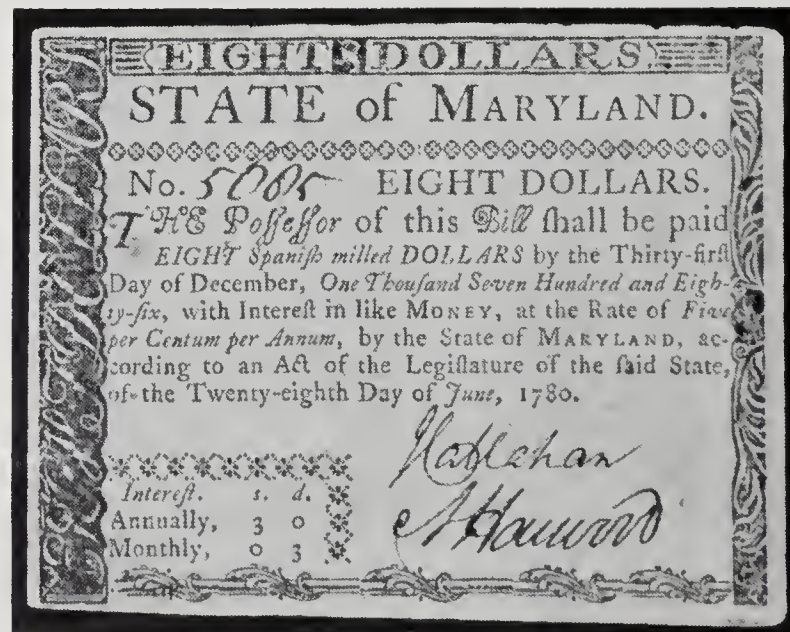 EIGHT DOLLARS
STATE of MARYLAND.
No. 5085 EIGHT DOLLARS.
THE Poſſeſſor of this Bill ſhall be paid
EIGHT Spaniſh milled DOLLARS by the Thirty-firſt
Day of December, One Thouſand Seven Hundred and Eigh-
ty-ſix, with Intereſt in like MONEY, at the Rate of Five
per Centum per Annum, by the State of MARYLAND, ac-
cording to an Act of the Legiſlature of the ſaid State,
of the Twenty-eighth Day of June, 1780.
J Callahan
Intereſt. s. d.
Annually, 3 0
Monthly, 0 3
Harwood